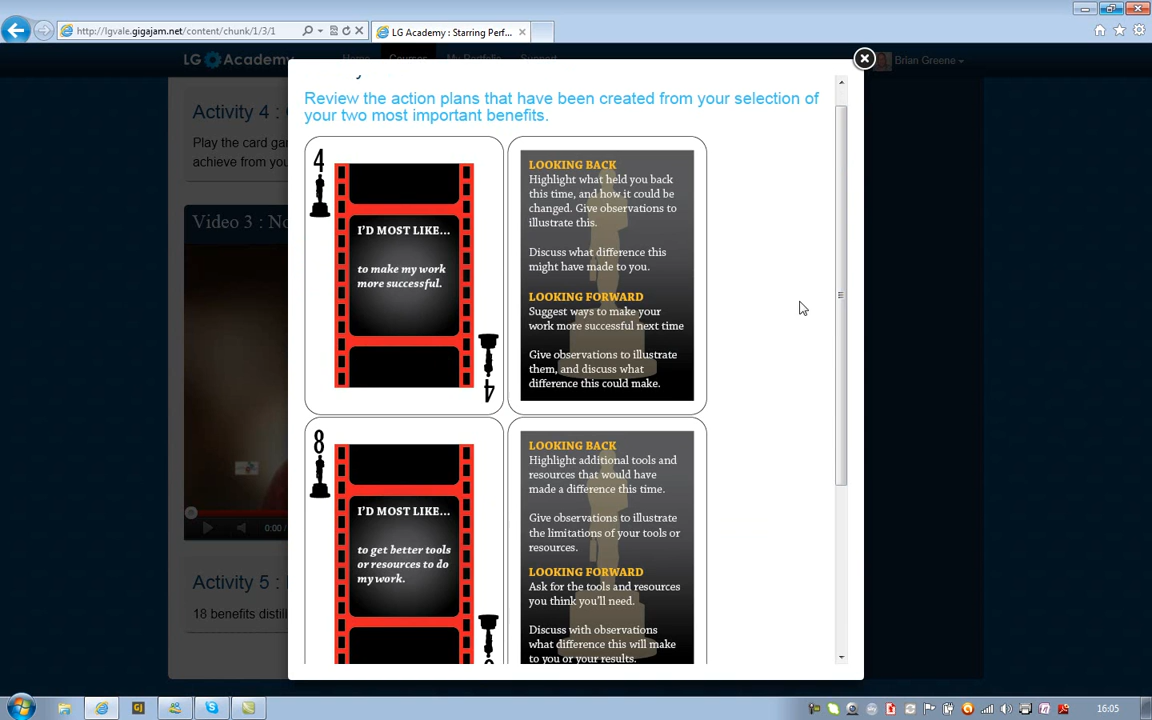 http://lgvale.gigajam.net/content/chunk/1/3/1
LG Academy : Starring Perf...
LG Academy
Brian Greene
Activity 4 :
Play the card ga
achieve from you
Video 3 : No
0:00
Activity 5 :
18 benefits distil
Review the action plans that have been created from your selection of
your two most important benefits.
4
I'D MOST LIKE...
to make my work
more successful.
4
LOOKING BACK
Highlight what held you back
this time, and how it could be
changed. Give observations to
illustrate this.
Discuss what difference this
might have made to you.
LOOKING FORWARD
Suggest ways to make your
work more successful next time
Give observations to illustrate
them, and discuss what
difference this could make.
8
I'D MOST LIKE...
to get better tools
or resources to do
my work.
LOOKING BACK
Highlight additional tools and
resources that would have
made a difference this time.
Give observations to illustrate
the limitations of your tools or
resources.
LOOKING FORWARD
Ask for the tools and resources
you think you'll need.
Discuss with observations
what difference this will make
to you or your results.
GJ
16:05